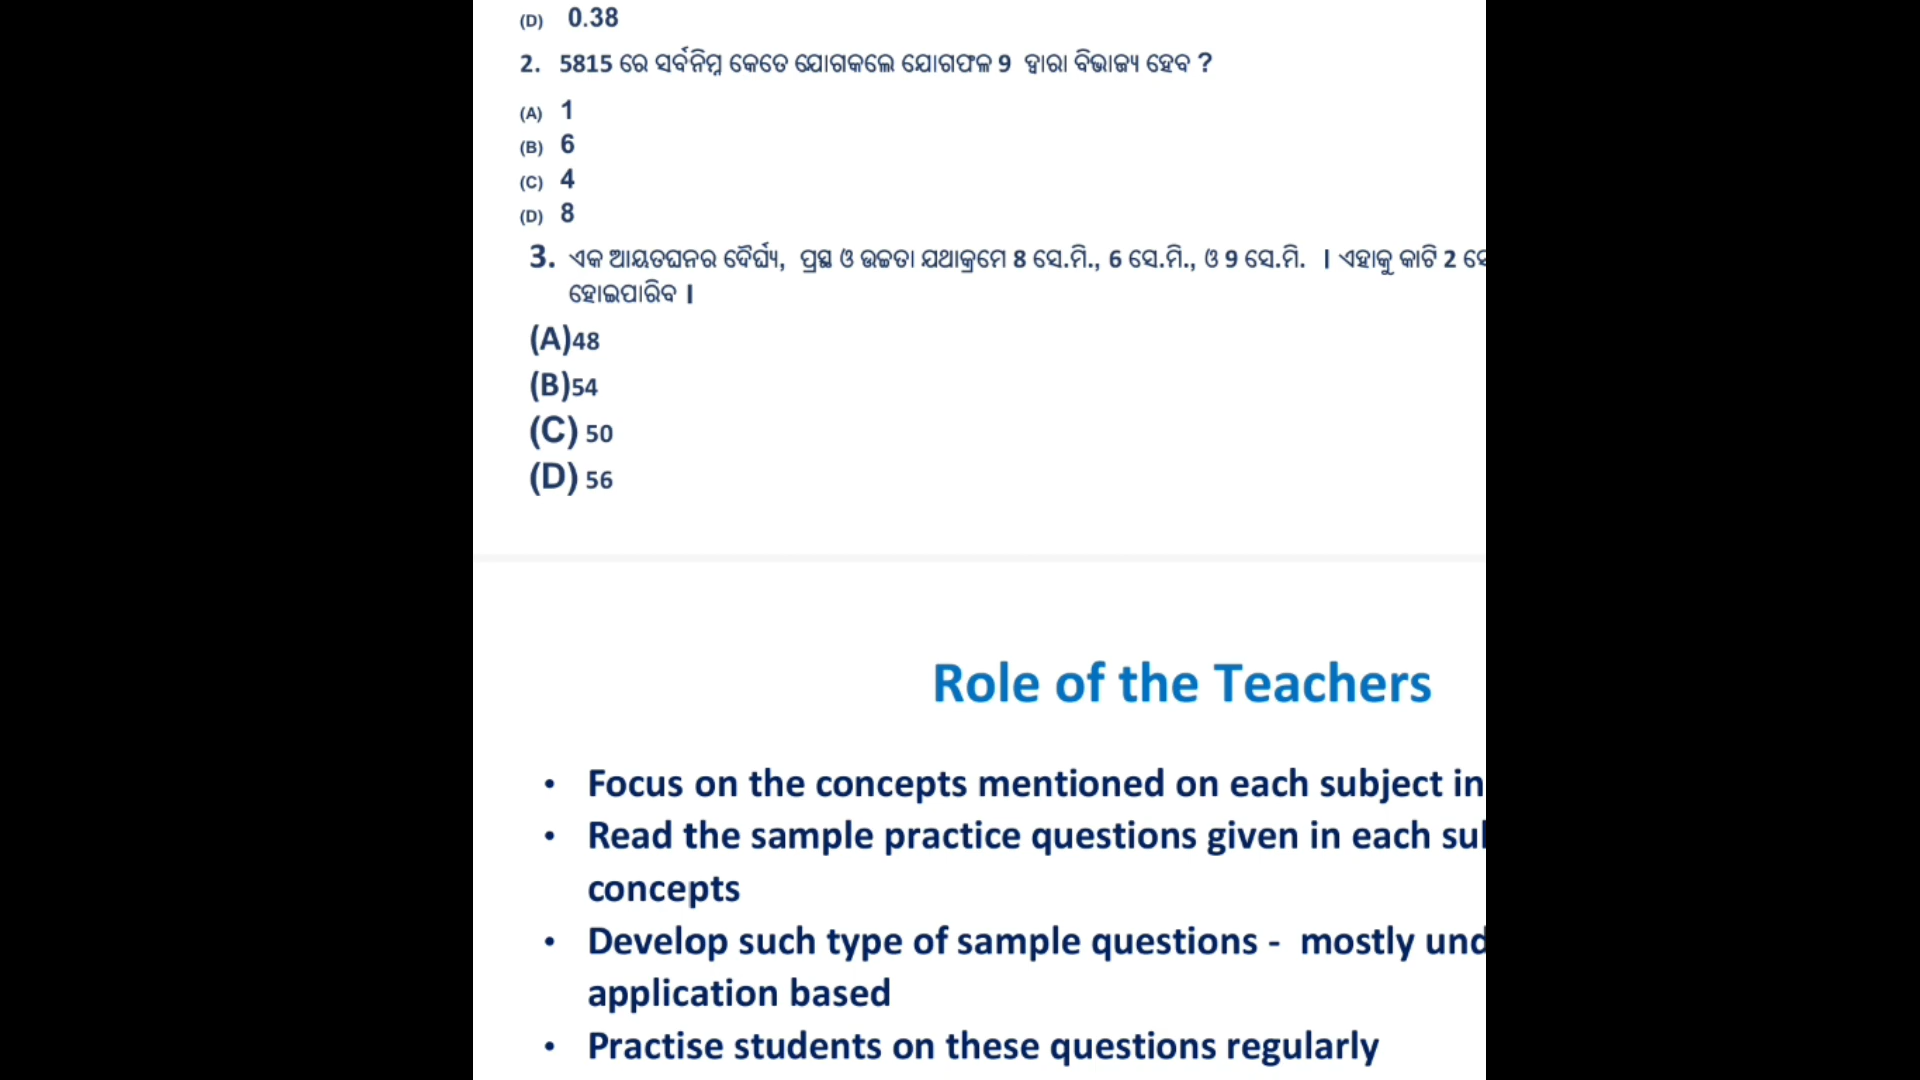 (D) 0.38
2. 5815 ରେ ସର୍ବନିମ୍ନ କେତେ ଯୋଗକଲେ ଯୋଗଫଳ 9 ଦ୍ଵାରା ବିଭାଜ୍ୟ ହେବ ?
(A) 1
(B) 6
(C) 4
(D) 8
3. ଏକ ଆୟତଘନର ଦୈର୍ଘ୍ୟ, ପ୍ରସ୍ଥ ଓ ଉଚ୍ଚତା ଯଥାକ୍ରମେ 8 ସେ.ମି., 6 ସେ.ମି., ଓ 9 ସେ.ମି. । ଏହାକୁ କାଟି 2 ସେ
ହୋଇପାରିବ ।
(A)48
(B)54
(C) 50
(D) 56
Role of the Teachers
• Focus on the concepts mentioned on each subject in
• Read the sample practice questions given in each
concepts
• Develop such type of sample questions - mostly
application based
• Practise students on these questions regularly